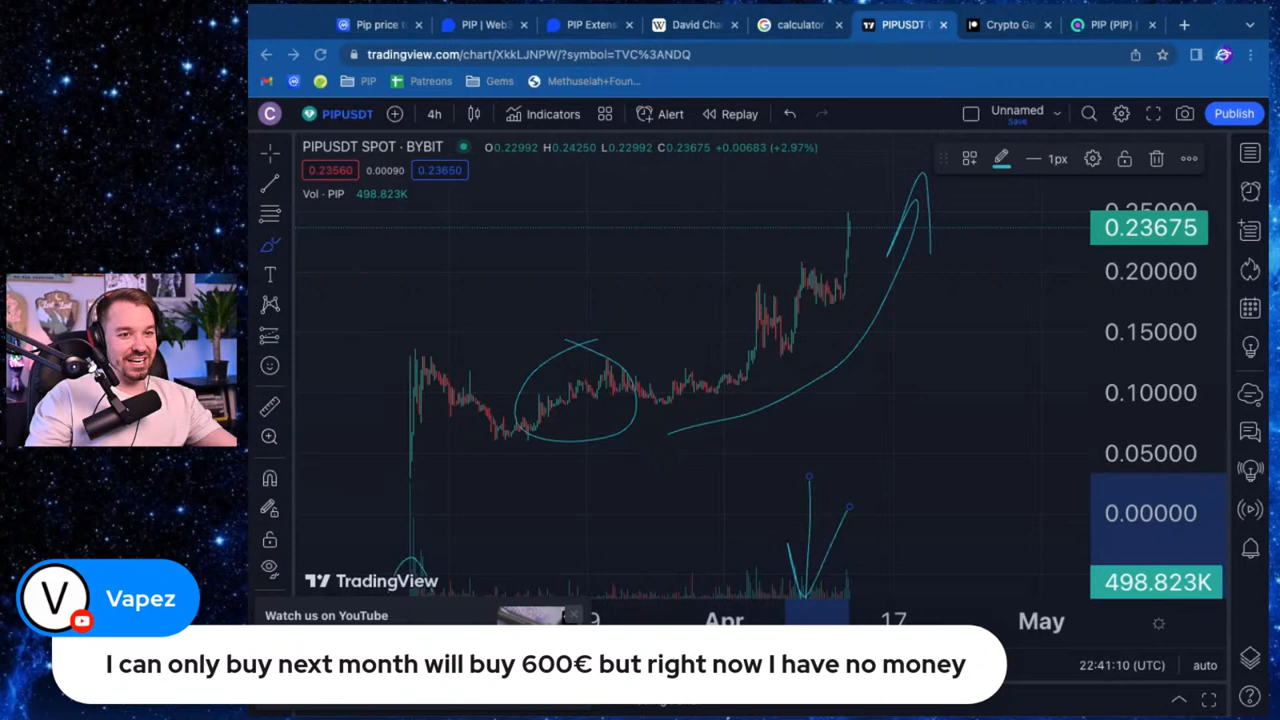 Pip price t
PIP | Web3
PIP Extens
W
David Cha
calculator
PIPUSDT
Crypto Ga
PIP (PIP) (
tradingview.com/chart/XkkLJNPW/?symbol=TVC%3ANDQ
PIP
Patreons
Gems
Methuselah+Foun...
C
PIPUSDT
4h
Indicators
Alert
Replay
Unnamed
Save
Publish
PIPUSDT SPOT · BYBIT
O0.22992 H0.24250 L0.22992 C0.23675 +0.00683 (+2.97%)
0.23560
0.00090
0.23650
1px
Vol · PIP 498.823K
0.25000
0.23675
0.20000
0.15000
0.10000
0.05000
0.00000
498.823K
TradingView
Watch us on YouTube
Apr
17
May
22:41:10 (UTC)
auto
V
Vapez
I can only buy next month will buy 600€ but right now I have no money